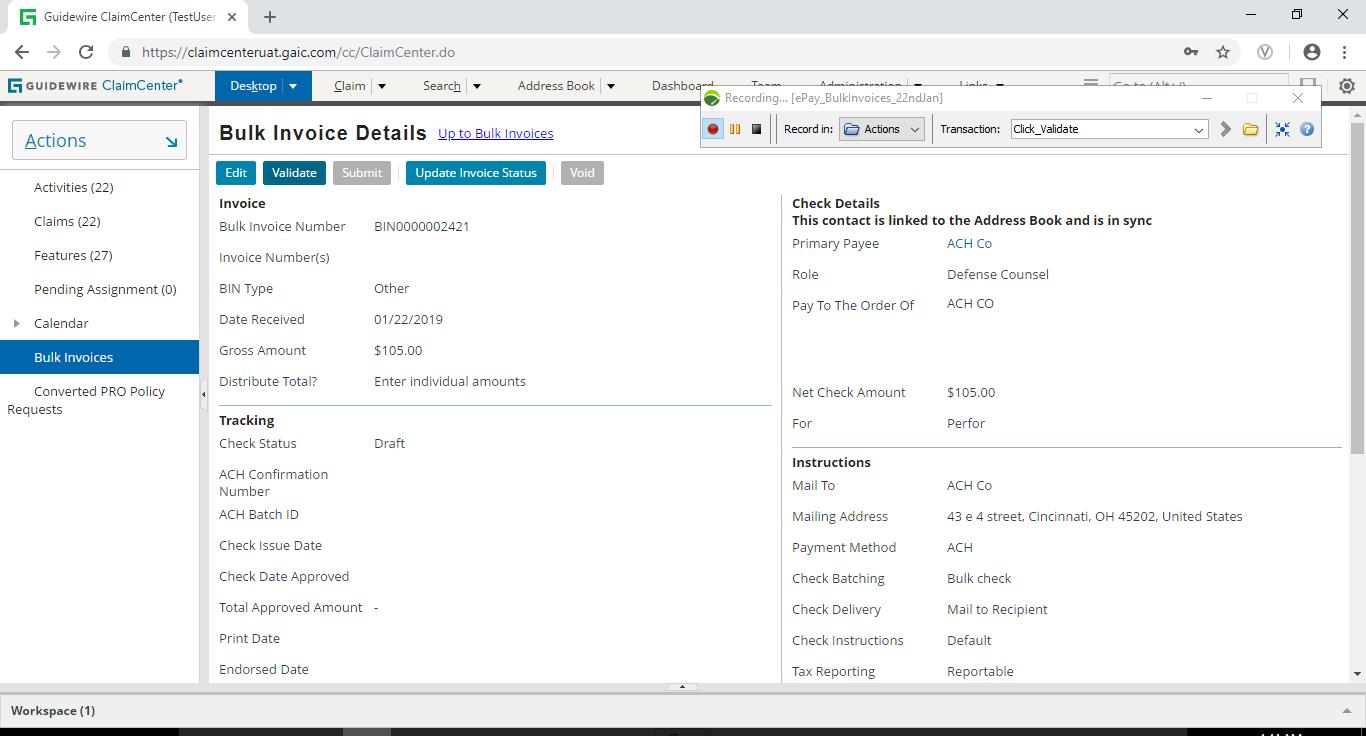 Guidewire ClaimCenter (TestUser
https://claimcenteruat.gaic.com/cc/ClaimCenter.do
GUIDEWIRE ClaimCenter
Desktop
Claim
Search
Address Book
Dashboa
Team
Administration
Links
Go to (Alt+/)
Recording... [ePay_BulkInvoices_22ndJan]
Record in: Actions Transaction: Click_Validate
Actions
Activities (22)
Claims (22)
Features (27)
Pending Assignment (0)
Calendar
Bulk Invoices
Converted PRO Policy
Requests
Bulk Invoice Details Up to Bulk Invoices
Edit Validate Submit Update Invoice Status Void
Invoice
Bulk Invoice Number BIN0000002421
Invoice Number(s)
BIN Type Other
Date Received 01/22/2019
Gross Amount $105.00
Distribute Total? Enter individual amounts
Tracking
Check Status Draft
ACH Confirmation
Number
ACH Batch ID
Check Issue Date
Check Date Approved
Total Approved Amount -
Print Date
Endorsed Date
Check Details
This contact is linked to the Address Book and is in sync
Primary Payee ACH Co
Role Defense Counsel
Pay To The Order Of ACH CO
Net Check Amount $105.00
For Perfor
Instructions
Mail To ACH Co
Mailing Address 43 e 4 street, Cincinnati, OH 45202, United States
Payment Method ACH
Check Batching Bulk check
Check Delivery Mail to Recipient
Check Instructions Default
Tax Reporting Reportable
Workspace (1)